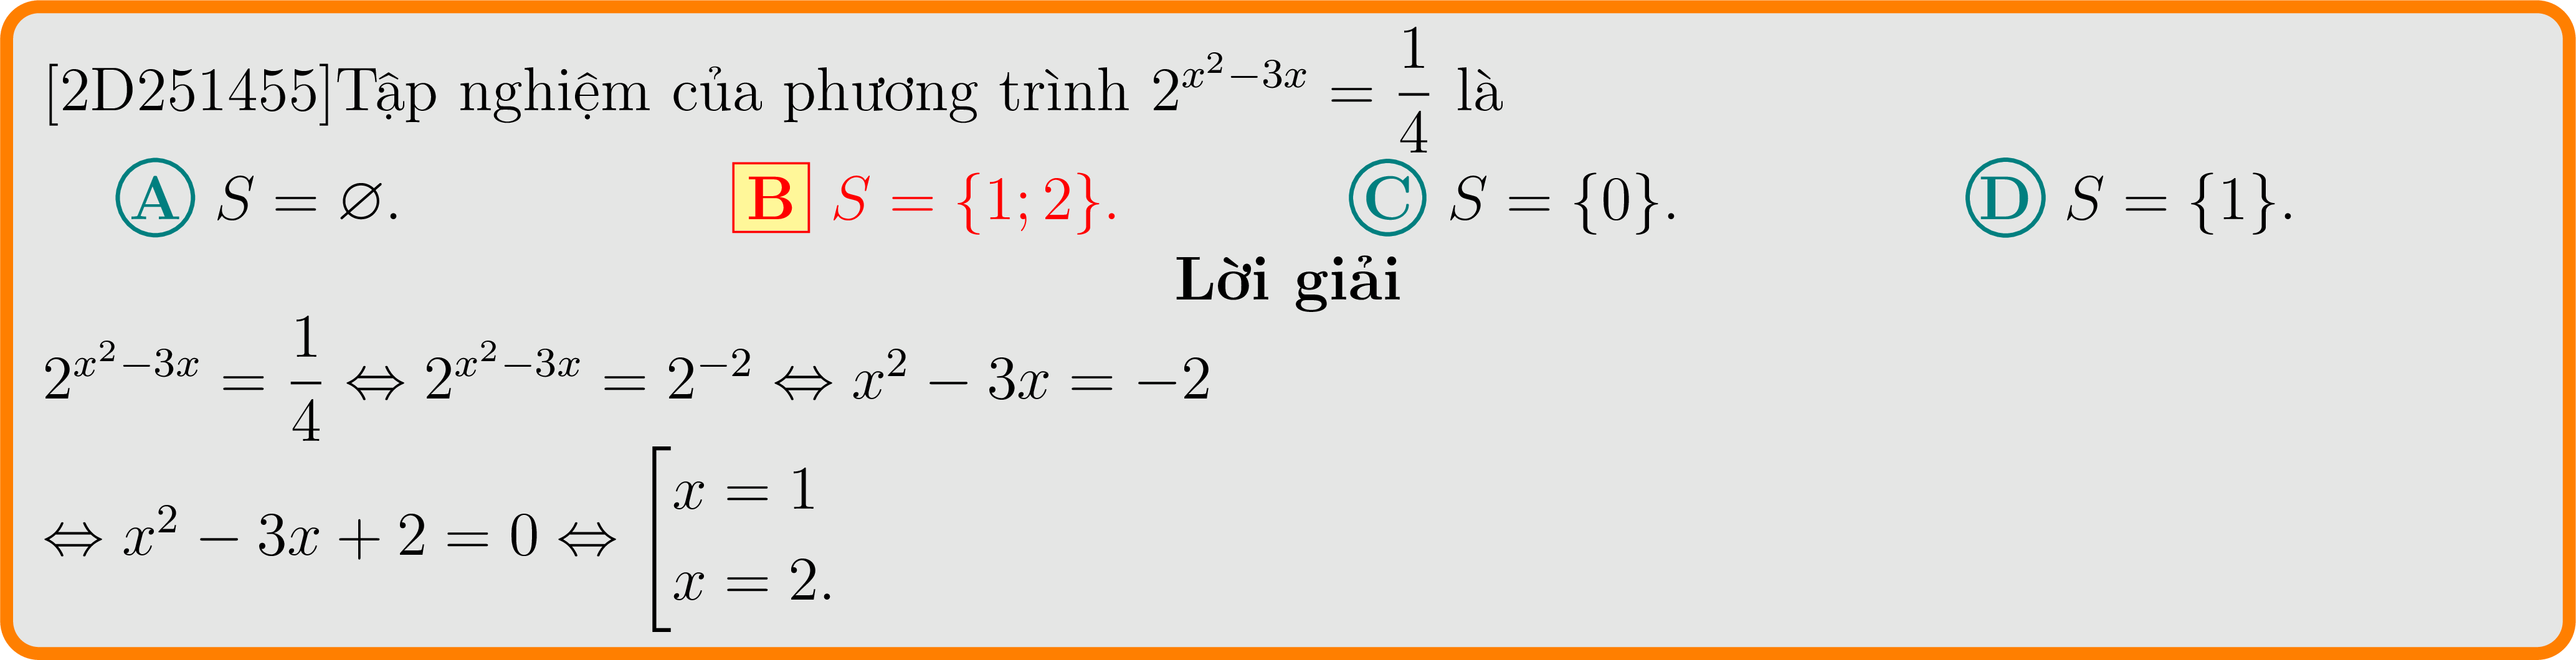 [2D251455]Tập nghiệm của phương trình $2^{x^2-3x} = \dfrac{1}{4}$ là
A $S = \varnothing.$ B $S = \{1; 2\}.$ C $S = \{0\}.$ D $S = \{1\}.$
Lời giải
$2^{x^2-3x} = \dfrac{1}{4} \Leftrightarrow 2^{x^2-3x} = 2^{-2} \Leftrightarrow x^2 - 3x = -2$
$\Leftrightarrow x^2 - 3x + 2 = 0 \Leftrightarrow \left[\begin{array}{l} x = 1 \\ x = 2. \end{array}\right.$